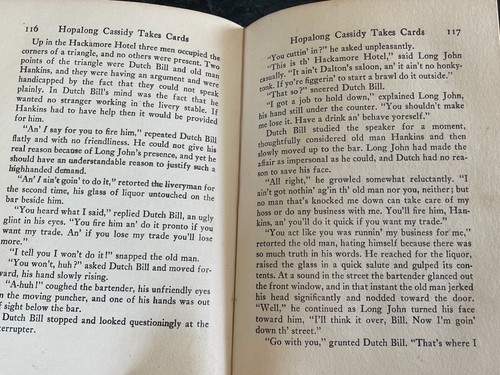 116 Hopalong Cassidy Takes Cards
Up in the Hackamore Hotel three men occupied the
corners of a triangle, and no others were present. Two
points of the triangle were Dutch Bill and old man
Hankins, and they were having an argument and were
handicapped by the fact that they could not speak
plainly. In Dutch Bill's mind was the fact that he
wanted no stranger working in the livery stable. If
Hankins had to have help then it would be provided
for him.
"An' I say for you to fire him," repeated Dutch Bill
flatly and with no friendliness. He could not give his
real reason because of Long John's presence, and yet he
should have an understandable reason to justify such a
highhanded demand.
"An' I ain't goin' to do it," retorted the liveryman for
the second time, his glass of liquor untouched on the
bar beside him.
"You heard what I said," replied Dutch Bill, an ugly
glint in his eyes. "You fire him an' do it pronto if you
want my trade. An' if you lose my trade you'll lose
more."
"I tell you I won't do it!" snapped the old man.
"You won't, huh?" asked Dutch Bill and moved for-
ward, his hand slowly rising.
"A-huh!" coughed the bartender, his unfriendly eyes
on the moving puncher, and one of his hands was out
of sight below the bar.
Dutch Bill stopped and looked questioningly at the
terrupter.
Hopalong Cassidy Takes Cards 117
"You cuttin' in?" he asked unpleasantly.
"This is th' Hackamore Hotel," said Long John
casually. "It ain't Dalton's saloon, an' it ain't no honky-
tonk. If yo're figgerin' to start a brawl do it outside."
"That so?" sneered Dutch Bill.
"I got a job to hold down," explained Long John,
his hand still under the counter. "You shouldn't make
me lose it. Have a drink an' behave yoreself."
Dutch Bill studied the speaker for a moment,
thoughtfully considered old man Hankins and then
slowly moved up to the bar. Long John had made the
affair as impersonal as he could, and Dutch had no rea-
son to save his face.
"All right," he growled somewhat reluctantly. "I
ain't got nothin' ag'in th' old man nor you, neither; but
no man that's knocked me down can take care of my
hoss or do any business with me. You'll fire him, Han-
kins, an' you'll do it quick if you want my trade."
"You act like you was runnin' my business for me,"
retorted the old man, hating himself because there was
so much truth in his words. He reached for the liquor,
raised the glass in a quick salute and gulped its con-
tents. At a sound in the street the bartender glanced out
the front window, and in that instant the old man jerked
his head significantly and nodded toward the door.
"Well," he continued as Long John turned his face
toward him. "I'll think it over, Bill. Now I'm goin'
down th' street."
"Go with you," grunted Dutch Bill. "That's where I